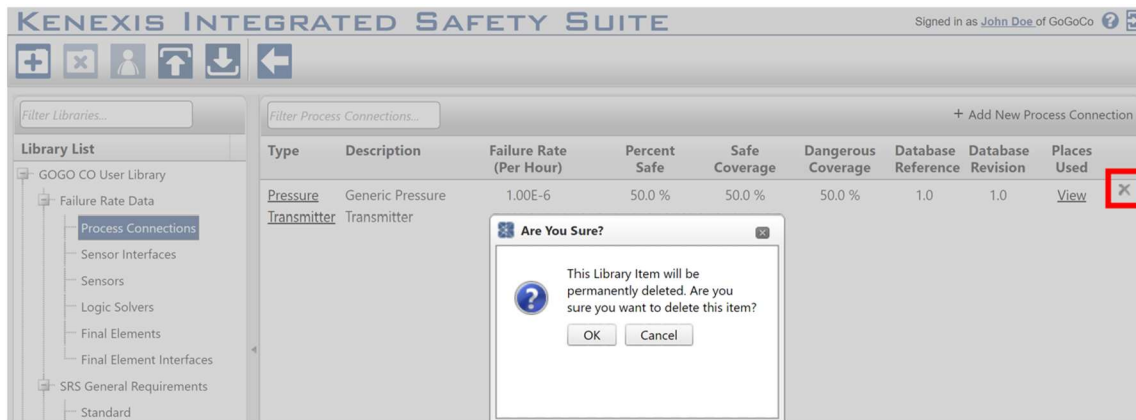 KENEXIS INTEGRATED SAFETY SUITE
Signed in as John Doe of GoGoCo
Filter Libraries...
Filter Process Connections...
+ Add New Process Connection
Library List
Type Description Failure Rate (Per Hour) Percent Safe Safe Coverage Dangerous Coverage Database Reference Database Revision Places Used
GOGO CO User Library
Failure Rate Data
Pressure Transmitter Generic Pressure Transmitter 1.00E-6 50.0 % 50.0 % 50.0 % 1.0 1.0 View
Process Connections
Sensor Interfaces
Sensors
Logic Solvers
Final Elements
Final Element Interfaces
SRS General Requirements
Standard
Are You Sure?
This Library Item will be
permanently deleted. Are you
sure you want to delete this item?
OK Cancel